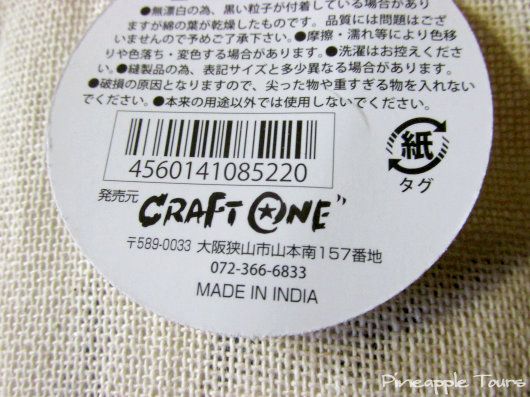 ●無漂白の為、黒い粒子が付着している場合があり
ますが綿の葉が乾燥したものです。品質には問題はござ
いませんので予めご了承下さい。●摩擦・濡れ等により色移
りや色落ち・変色する場合があります。●洗濯はお控えくださ
い。●縫製品の為、表記サイズと多少異なる場合があります。
●破損の原因となりますので、尖った物や重すぎる物を入れない
でください。●本来の用途以外では使用しないでください。
4560141085220
紙
タグ
発売元
CRAFT ONE"
〒589-0033 大阪狭山市山本南157番地
072-366-6833
MADE IN INDIA
Pineapple Tours